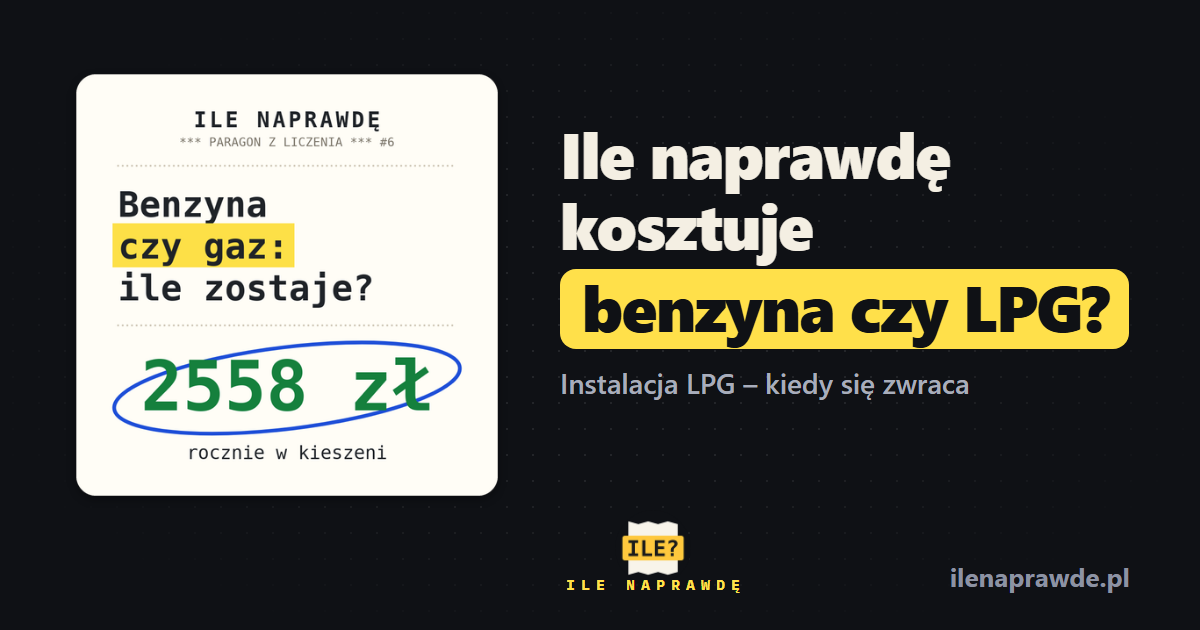 ILE NAPRAWDĘ
*** PARAGON Z LICZENIA *** #6
Benzyna
czy gaz:
ile zostaje?
2558 zł
rocznie w kieszeni
Ile naprawdę
kosztuje
benzyna czy LPG?
Instalacja LPG – kiedy się zwraca
ILE?
ILE NAPRAWDĘ
ilenaprawde.pl